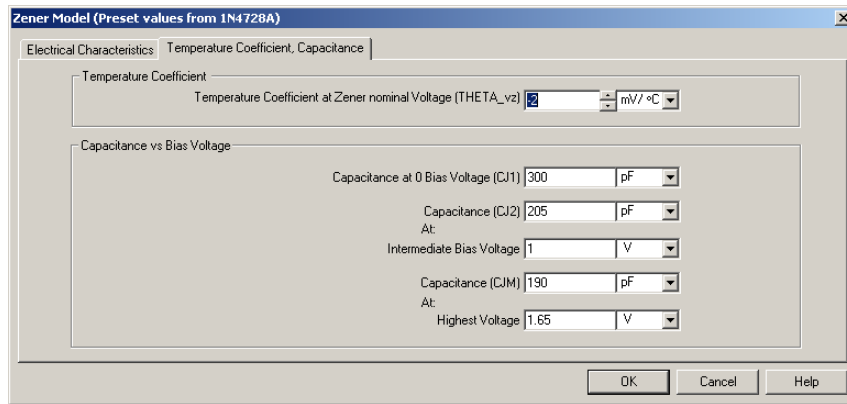 Zener Model (Preset values from 1N4728A)
Electrical Characteristics Temperature Coefficient, Capacitance
Temperature Coefficient
Temperature Coefficient at Zener nominal Voltage (THETA_vz) -2 mV/ ºC
Capacitance vs Bias Voltage
Capacitance at 0 Bias Voltage (CJ1) 300 pF
Capacitance (CJ2) 205 pF
At:
Intermediate Bias Voltage 1 V
Capacitance (CJM) 190 pF
At:
Highest Voltage 1.65 V
OK Cancel Help